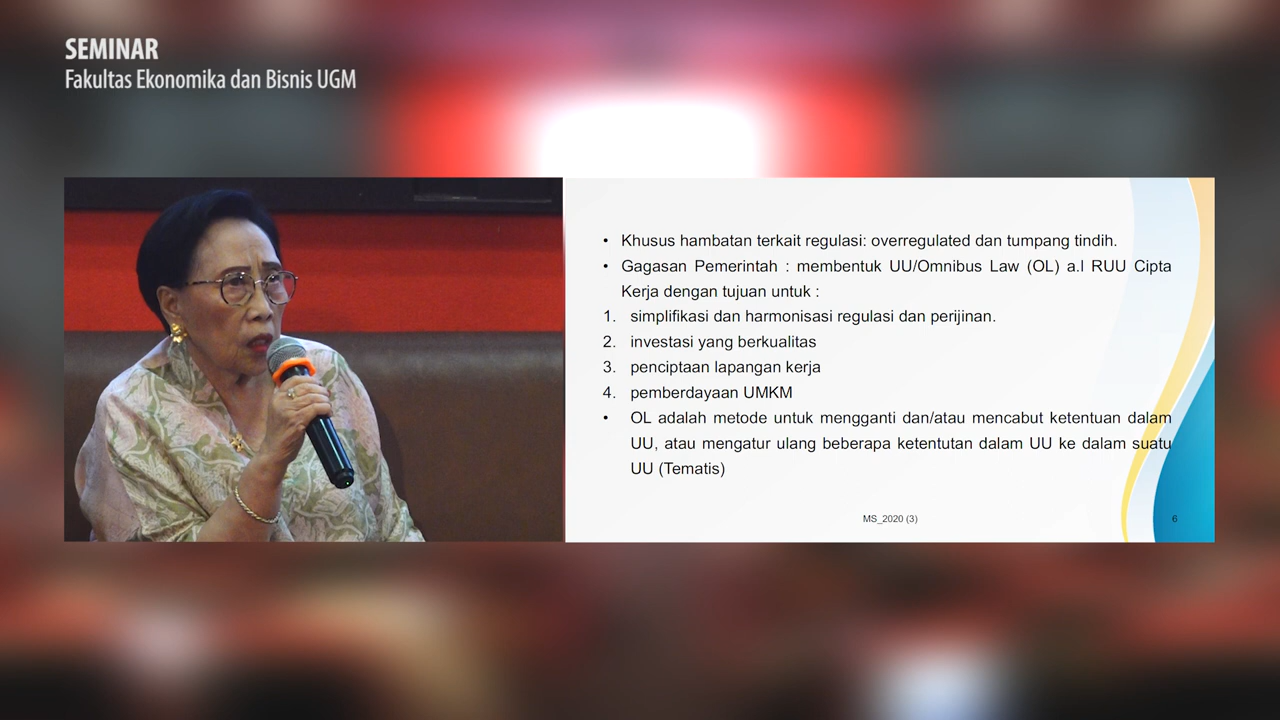 SEMINAR
Fakultas Ekonomika dan Bisnis UGM
• Khusus hambatan terkait regulasi: overregulated dan tumpang tindih.
• Gagasan Pemerintah : membentuk UU/Omnibus Law (OL) a.l RUU Cipta
Kerja dengan tujuan untuk :
1. simplifikasi dan harmonisasi regulasi dan perijinan.
2. investasi yang berkualitas
3. penciptaan lapangan kerja
4. pemberdayaan UMKM
• OL adalah metode untuk mengganti dan/atau mencabut ketentuan dalam
UU, atau mengatur ulang beberapa ketentutan dalam UU ke dalam suatu
UU (Tematis)
MS_2020 (3)
6